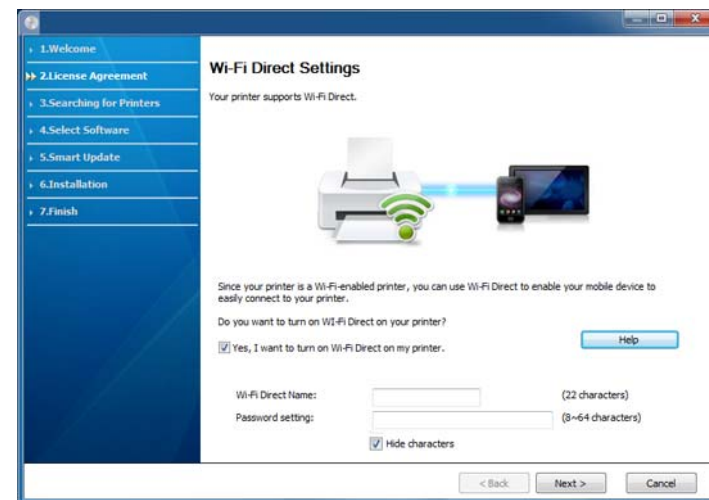 1.Welcome
2.License Agreement
3.Searching for Printers
4.Select Software
5.Smart Update
6.Installation
7.Finish
Wi-Fi Direct Settings
Your printer supports Wi-Fi Direct.
Since your printer is a Wi-Fi-enabled printer, you can use Wi-Fi Direct to enable your mobile device to
easily connect to your printer.
Do you want to turn on WI-Fi Direct on your printer?
Help
Yes, I want to turn on Wi-Fi Direct on my printer.
Wi-Fi Direct Name: (22 characters)
Password setting: (8~64 characters)
Hide characters
< Back Next > Cancel